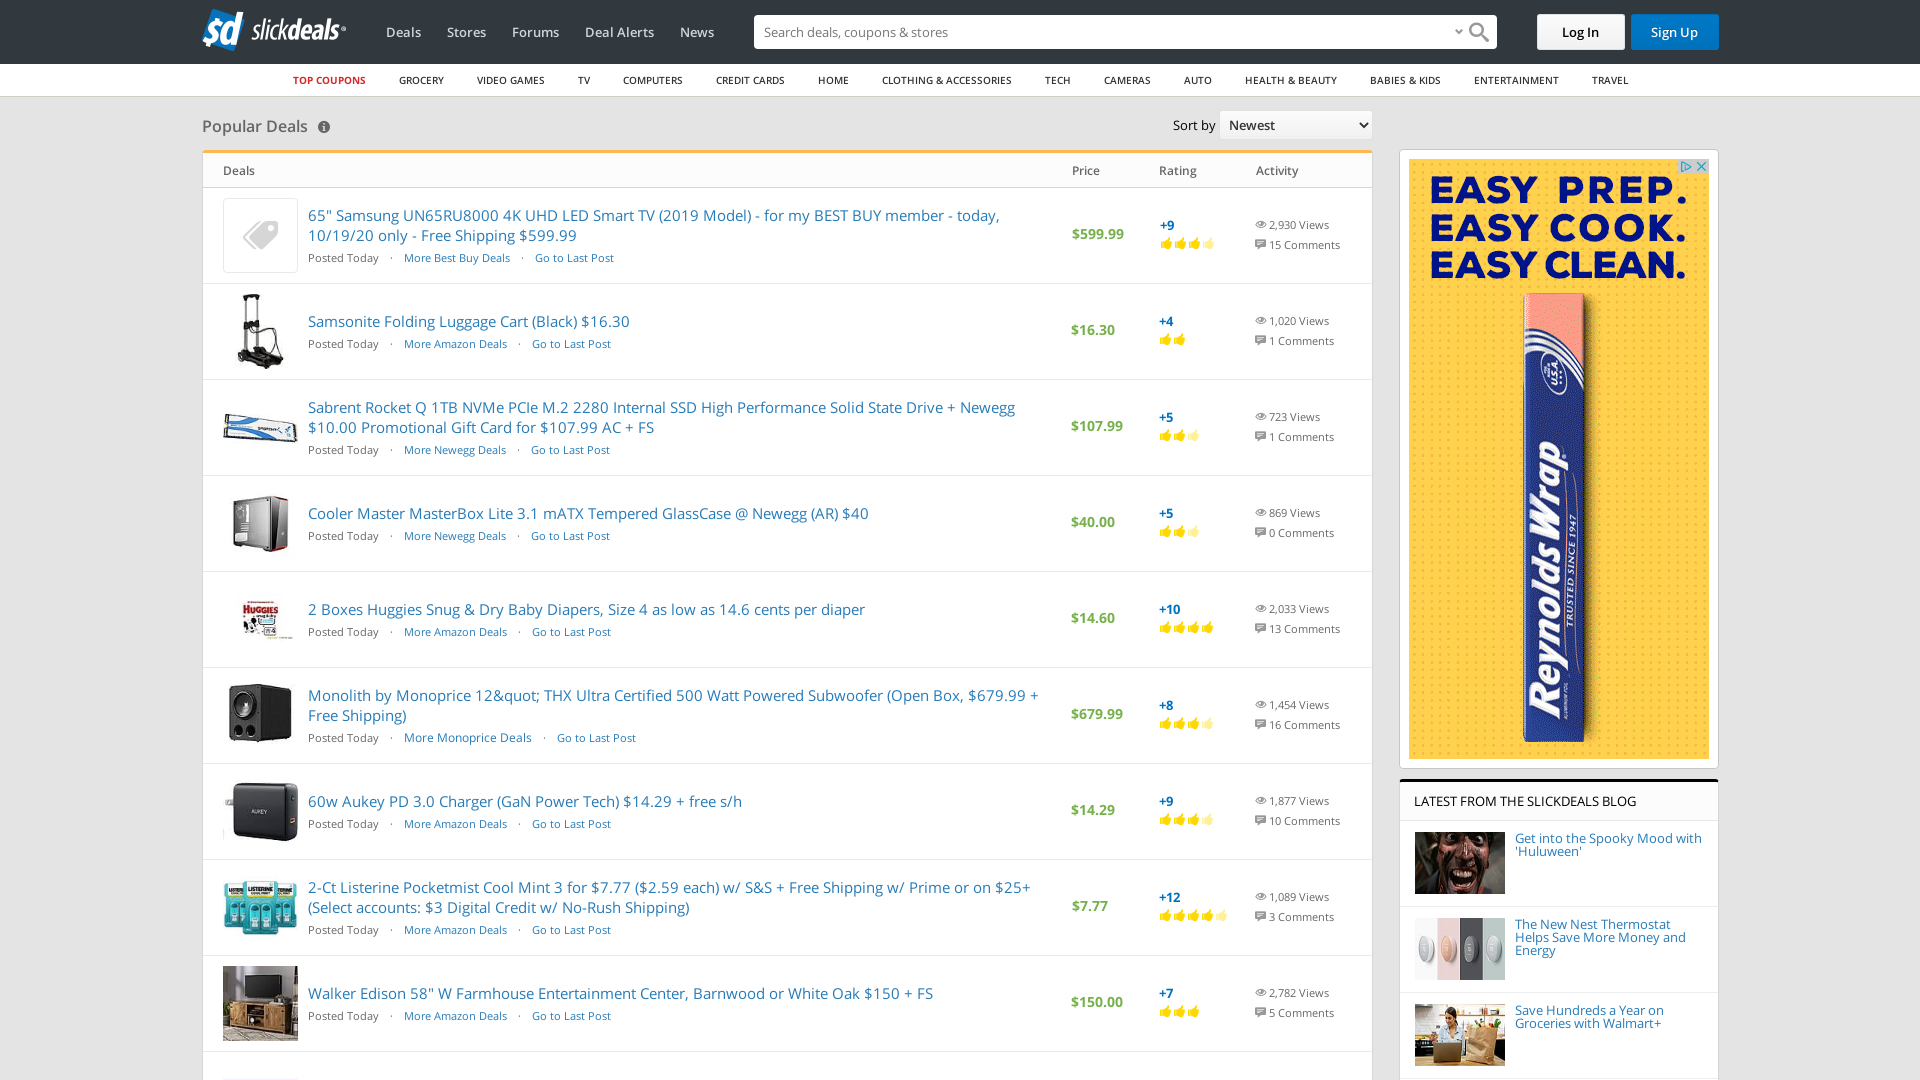 sd slickdeals
Deals
Stores
Forums
Deal Alerts
News
Search deals, coupons & stores
Log In
Sign Up
TOP COUPONS
GROCERY
VIDEO GAMES
TV
COMPUTERS
CREDIT CARDS
HOME
CLOTHING & ACCESSORIES
TECH
CAMERAS
AUTO
HEALTH & BEAUTY
BABIES & KIDS
ENTERTAINMENT
TRAVEL
Popular Deals
Sort by Newest
Deals
Price
Rating
Activity
65" Samsung UN65RU8000 4K UHD LED Smart TV (2019 Model) - for my BEST BUY member - today,
10/19/20 only - Free Shipping $599.99
Posted Today · More Best Buy Deals · Go to Last Post
$599.99
+9
2,930 Views
15 Comments
Samsonite Folding Luggage Cart (Black) $16.30
Posted Today · More Amazon Deals · Go to Last Post
$16.30
+4
1,020 Views
1 Comments
Sabrent Rocket Q 1TB NVMe PCIe M.2 2280 Internal SSD High Performance Solid State Drive + Newegg
$10.00 Promotional Gift Card for $107.99 AC + FS
Posted Today · More Newegg Deals · Go to Last Post
$107.99
+5
723 Views
1 Comments
Cooler Master MasterBox Lite 3.1 mATX Tempered GlassCase @ Newegg (AR) $40
Posted Today · More Newegg Deals · Go to Last Post
$40.00
+5
869 Views
0 Comments
HUGGIES
2 Boxes Huggies Snug & Dry Baby Diapers, Size 4 as low as 14.6 cents per diaper
Posted Today · More Amazon Deals · Go to Last Post
$14.60
+10
2,033 Views
13 Comments
Monolith by Monoprice 12&quot; THX Ultra Certified 500 Watt Powered Subwoofer (Open Box, $679.99 +
Free Shipping)
Posted Today · More Monoprice Deals · Go to Last Post
$679.99
+8
1,454 Views
16 Comments
AUKEY
60w Aukey PD 3.0 Charger (GaN Power Tech) $14.29 + free s/h
Posted Today · More Amazon Deals · Go to Last Post
$14.29
+9
1,877 Views
10 Comments
LISTERINE
2-Ct Listerine Pocketmist Cool Mint 3 for $7.77 ($2.59 each) w/ S&S + Free Shipping w/ Prime or on $25+
(Select accounts: $3 Digital Credit w/ No-Rush Shipping)
Posted Today · More Amazon Deals · Go to Last Post
$7.77
+12
1,089 Views
3 Comments
Walker Edison 58" W Farmhouse Entertainment Center, Barnwood or White Oak $150 + FS
Posted Today · More Amazon Deals · Go to Last Post
$150.00
+7
2,782 Views
5 Comments
EASY PREP.
EASY COOK.
EASY CLEAN.
U.S.A.
Reynolds Wrap
TRUSTED SINCE 1947
ALUMINUM FOIL
LATEST FROM THE SLICKDEALS BLOG
Get into the Spooky Mood with
'Huluween'
The New Nest Thermostat
Helps Save More Money and
Energy
Save Hundreds a Year on
Groceries with Walmart+